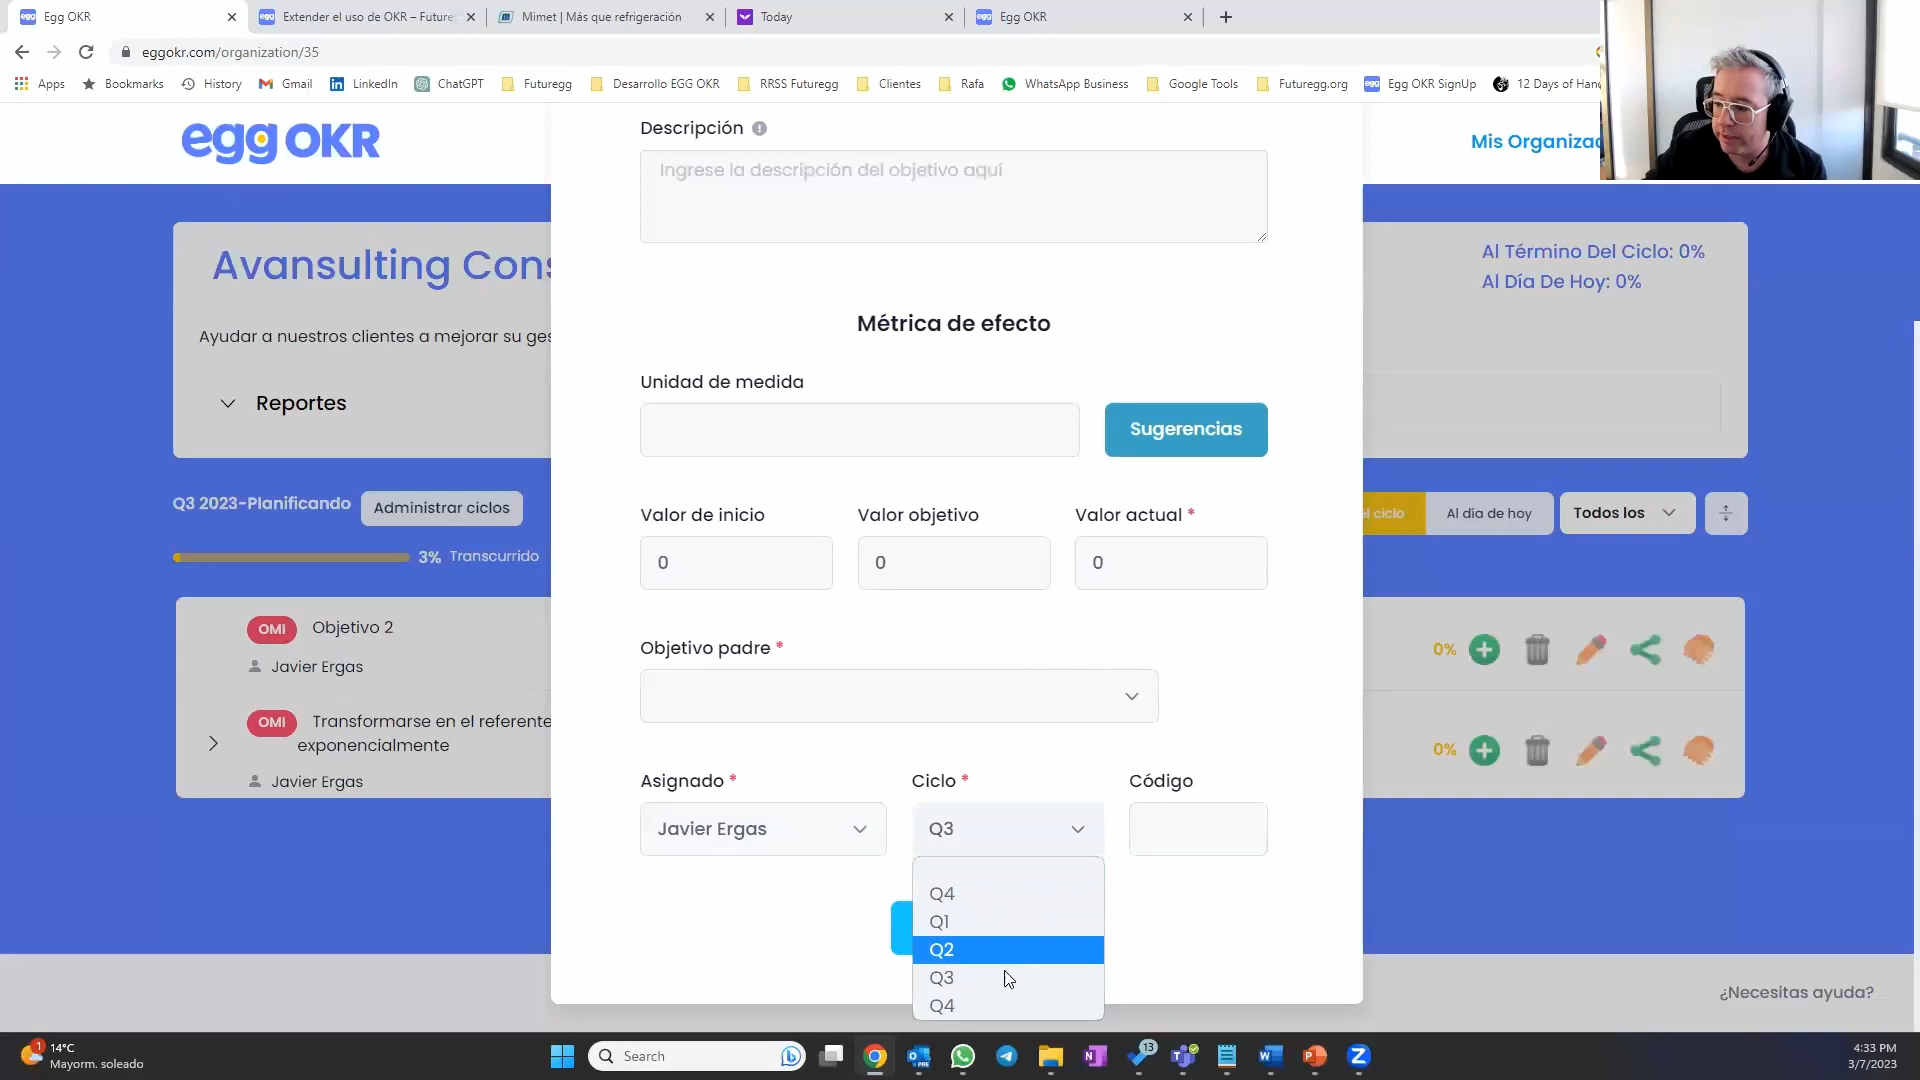 Egg OKR
Extender el uso de OKR – Future
Mimet | Más que refrigeración
Today
Egg OKR
eggokr.com/organization/35
Apps
Bookmarks
History
Gmail
LinkedIn
ChatGPT
Futuregg
Desarrollo EGG OKR
RRSS Futuregg
Clientes
Rafa
WhatsApp Business
Google Tools
Futuregg.org
Egg OKR SignUp
12 Days of Han
egg OKR
Mis Organizac
Descripción
Ingrese la descripción del objetivo aquí
Avansulting Cons
Al Término Del Ciclo: 0%
Al Día De Hoy: 0%
Ayudar a nuestros clientes a mejorar su ges
Reportes
Métrica de efecto
Unidad de medida
Sugerencias
Q3 2023-Planificando
Administrar ciclos
3% Transcurrido
el ciclo
Al día de hoy
Todos los
Valor de inicio
Valor objetivo
Valor actual *
0
0
0
OMI Objetivo 2
Javier Ergas
0%
OMI Transformarse en el referente
exponencialmente
Javier Ergas
0%
Objetivo padre *
Asignado *
Ciclo *
Código
Javier Ergas
Q3
Q4
Q1
Q2
Q3
Q4
¿Necesitas ayuda?
1
14°C
Mayorm. soleado
Search
13
4:33 PM
3/7/2023